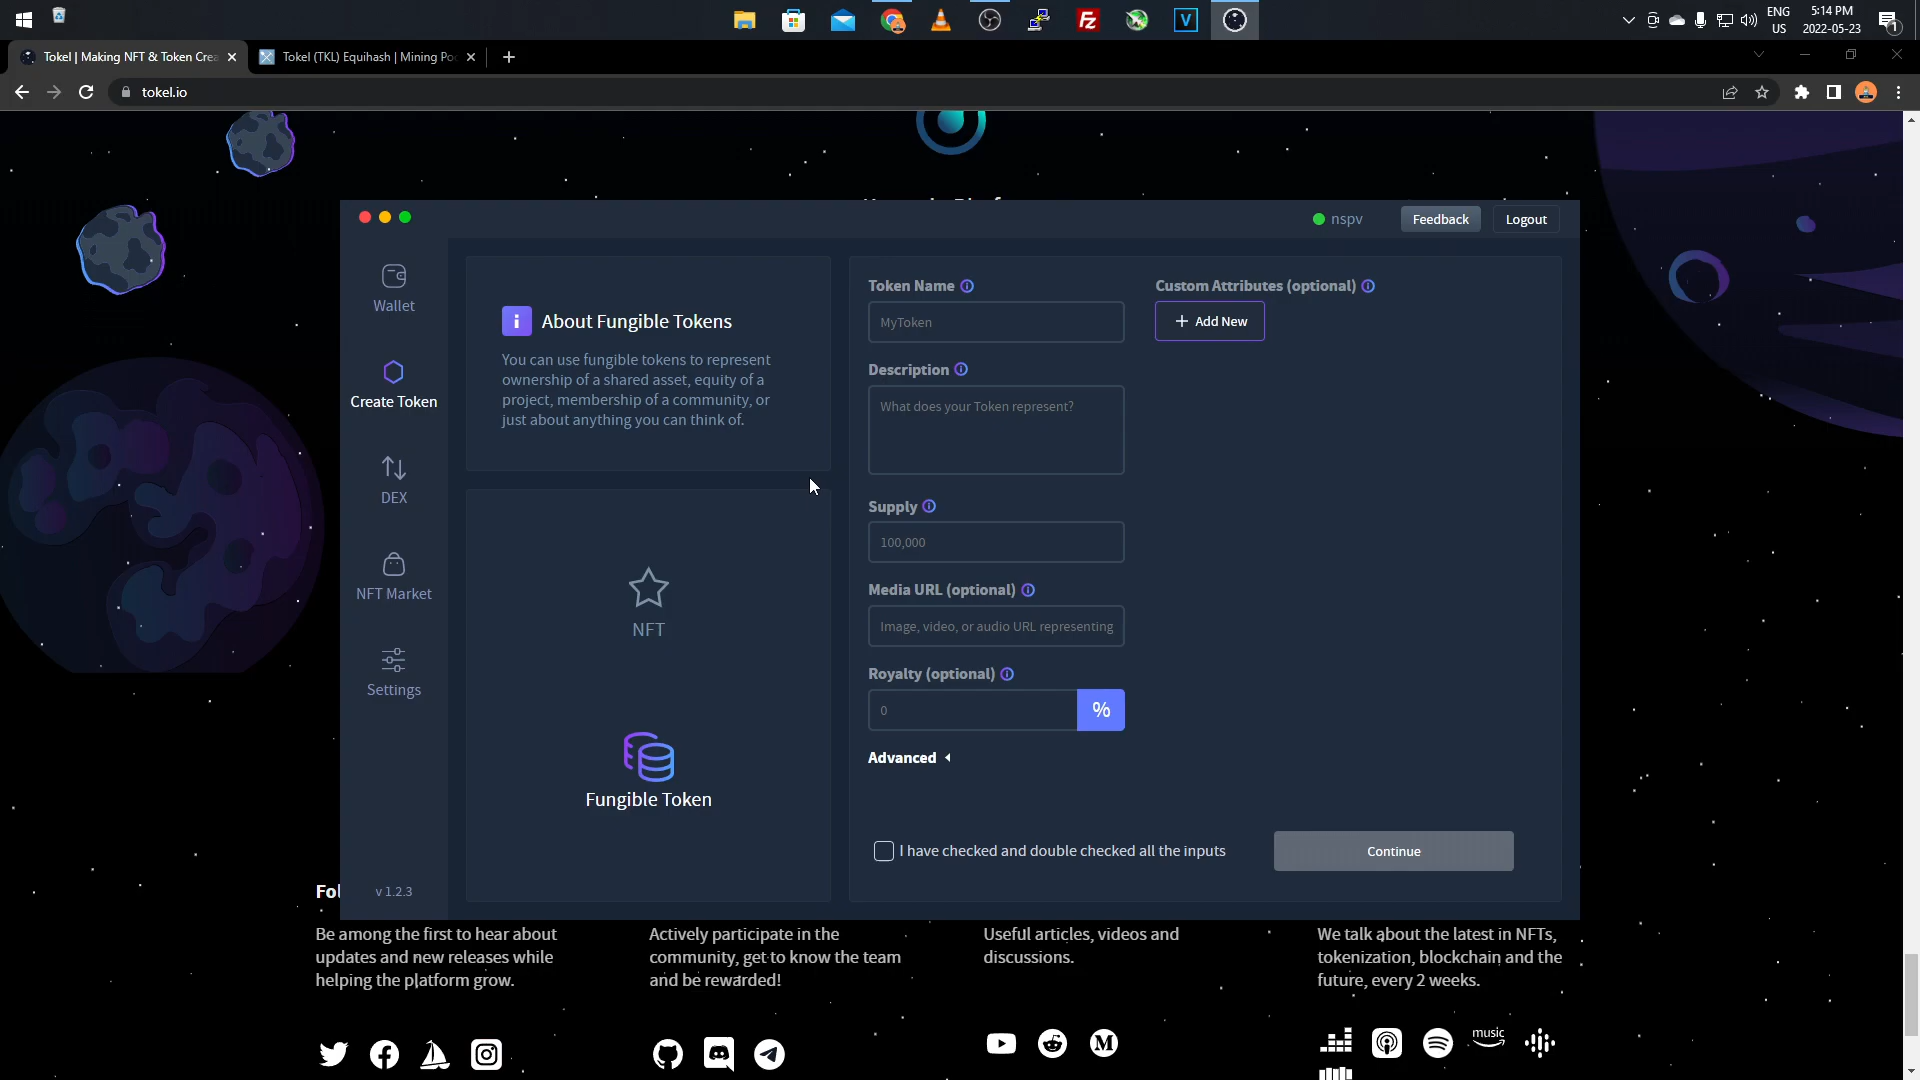 ENG
US
5:14 PM
2022-05-23
1
Tokel | Making NFT & Token Crea
Tokel (TKL) Equihash | Mining Poo
tokel.io
nspv
Feedback
Logout
Wallet
Create Token
DEX
NFT Market
Settings
v 1.2.3
About Fungible Tokens
You can use fungible tokens to represent
ownership of a shared asset, equity of a
project, membership of a community, or
just about anything you can think of.
NFT
Fungible Token
Token Name
MyToken
Description
What does your Token represent?
Supply
100,000
Media URL (optional)
Image, video, or audio URL representing
Royalty (optional)
0
%
Advanced
Custom Attributes (optional)
+ Add New
I have checked and double checked all the inputs
Continue
Fol
Be among the first to hear about
updates and new releases while
helping the platform grow.
Actively participate in the
community, get to know the team
and be rewarded!
Useful articles, videos and
discussions.
We talk about the latest in NFTs,
tokenization, blockchain and the
future, every 2 weeks.
music